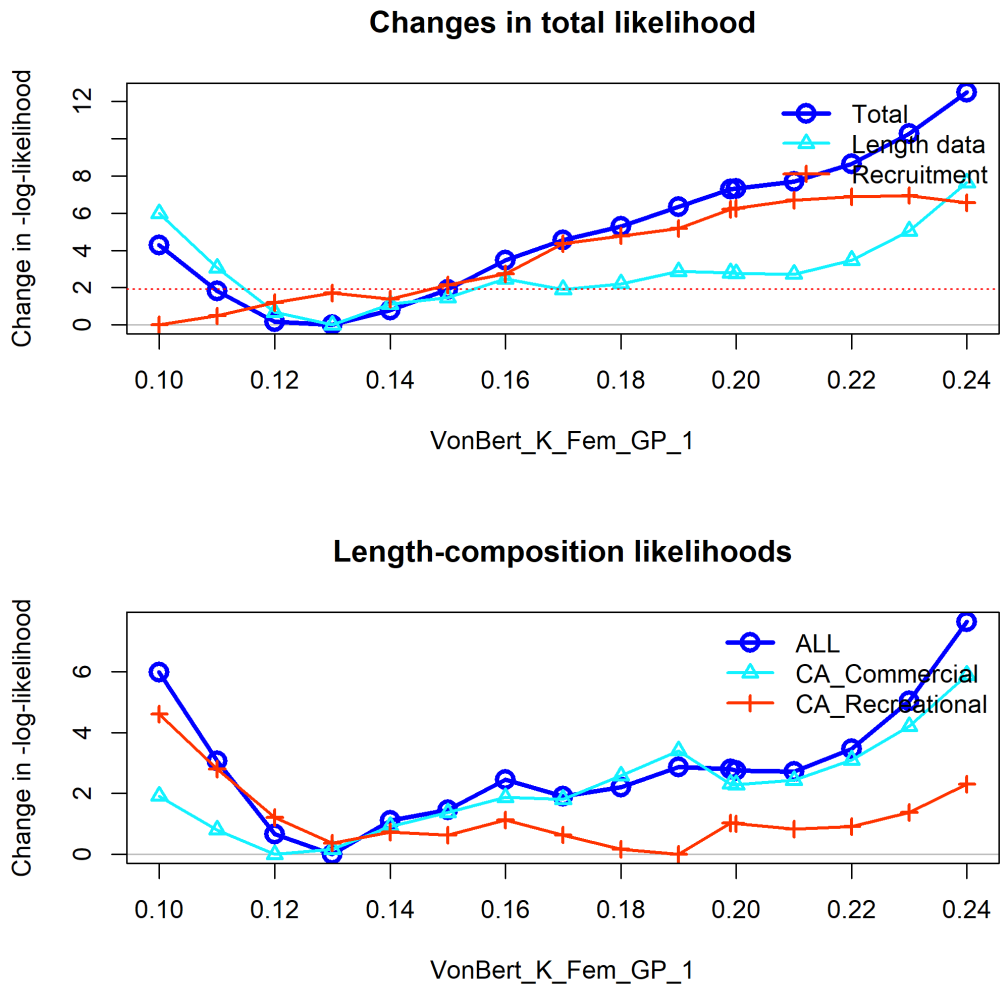 Changes in total likelihood
Change in -log-likelihood
12
8
6
4
2
0
Total
Length data
Recruitment
0.10 0.12 0.14 0.16 0.18 0.20 0.22 0.24
VonBert_K_Fem_GP_1
Length-composition likelihoods
Change in -log-likelihood
6
4
2
0
ALL
CA_Commercial
CA_Recreational
0.10 0.12 0.14 0.16 0.18 0.20 0.22 0.24
VonBert_K_Fem_GP_1